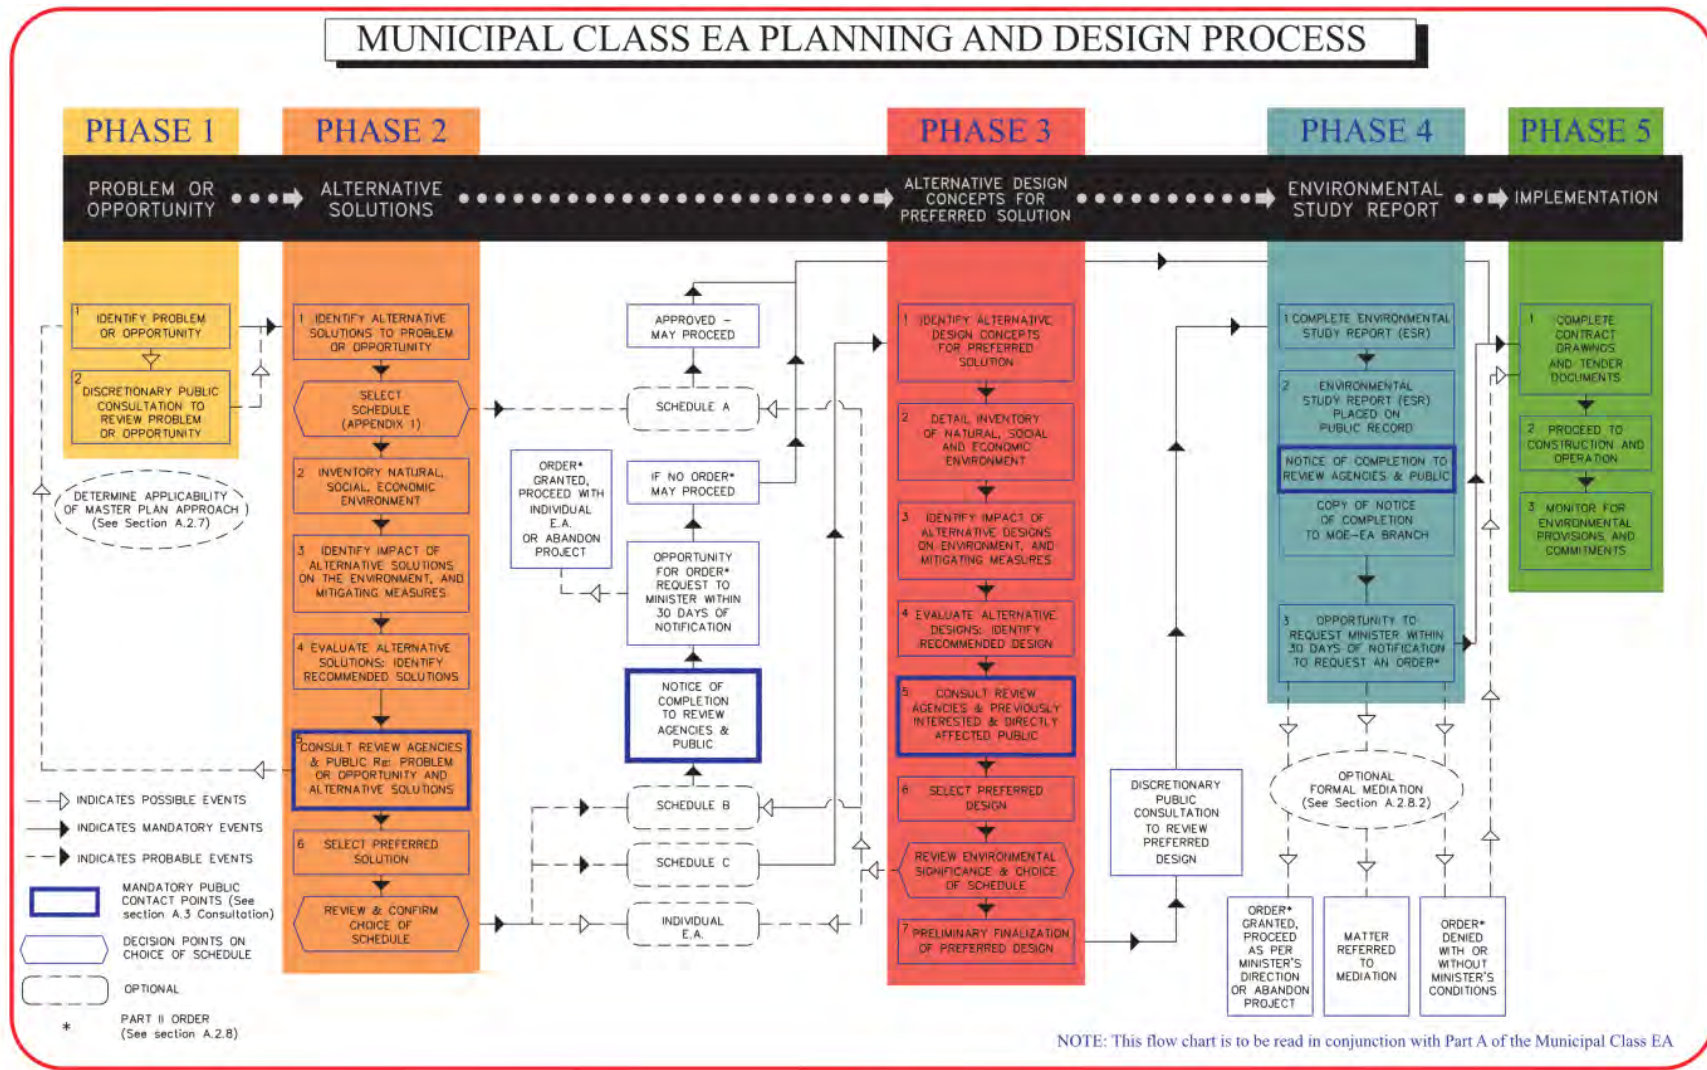 MUNICIPAL CLASS EA PLANNING AND DESIGN PROCESS
PHASE 1
PHASE 2
PHASE 3
PHASE 4
PHASE 5
PROBLEM OR
OPPORTUNITY
ALTERNATIVE
SOLUTIONS
ALTERNATIVE DESIGN
CONCEPTS FOR
PREFERRED SOLUTION
ENVIRONMENTAL
STUDY REPORT
IMPLEMENTATION
1 IDENTIFY PROBLEM
OR OPPORTUNITY
2
DISCRETIONARY PUBLIC
CONSULTATION TO
REVIEW PROBLEM
OR OPPORTUNITY
DETERMINE APPLICABILITY
OF MASTER PLAN APPROACH
(See Section A.2.7)
1 IDENTIFY ALTERNATIVE
SOLUTIONS TO PROBLEM
OR OPPORTUNITY
SELECT
SCHEDULE
(APPENDIX 1)
2 INVENTORY NATURAL,
SOCIAL, ECONOMIC
ENVIRONMENT
3 IDENTIFY IMPACT OF
ALTERNATIVE SOLUTIONS
ON THE ENVIRONMENT, AND
MITIGATING MEASURES
4 EVALUATE ALTERNATIVE
SOLUTIONS: IDENTIFY
RECOMMENDED SOLUTIONS
5
CONSULT REVIEW AGENCIES
& PUBLIC Re: PROBLEM
OR OPPORTUNITY AND
ALTERNATIVE SOLUTIONS
6 SELECT PREFERRED
SOLUTION
REVIEW & CONFIRM
CHOICE OF
SCHEDULE
APPROVED –
MAY PROCEED
SCHEDULE A
ORDER*
GRANTED,
PROCEED WITH
INDIVIDUAL
E.A.
OR ABANDON
PROJECT
IF NO ORDER*
MAY PROCEED
OPPORTUNITY
FOR ORDER*
REQUEST TO
MINISTER WITHIN
30 DAYS OF
NOTIFICATION
NOTICE OF
COMPLETION
TO REVIEW
AGENCIES &
PUBLIC
SCHEDULE B
SCHEDULE C
INDIVIDUAL
E.A.
1 IDENTIFY ALTERNATIVE
DESIGN CONCEPTS
FOR PREFERRED
SOLUTION
2 DETAIL INVENTORY
OF NATURAL, SOCIAL
AND ECONOMIC
ENVIRONMENT
3 IDENTIFY IMPACT OF
ALTERNATIVE DESIGNS
ON ENVIRONMENT, AND
MITIGATING MEASURES
4 EVALUATE ALTERNATIVE
DESIGNS: IDENTIFY
RECOMMENDED DESIGN
5 CONSULT REVIEW
AGENCIES & PREVIOUSLY
INTERESTED & DIRECTLY
AFFECTED PUBLIC
6 SELECT PREFERRED
DESIGN
REVIEW ENVIRONMENTAL
SIGNIFICANCE & CHOICE
OF SCHEDULE
7 PRELIMINARY FINALIZATION
OF PREFERRED DESIGN
DISCRETIONARY
PUBLIC
CONSULTATION
TO REVIEW
PREFERRED
DESIGN
1 COMPLETE ENVIRONMENTAL
STUDY REPORT (ESR)
2 ENVIRONMENTAL
STUDY REPORT (ESR)
PLACED ON
PUBLIC RECORD
NOTICE OF COMPLETION TO
REVIEW AGENCIES & PUBLIC
COPY OF NOTICE
OF COMPLETION
TO MOE-EA BRANCH
3 OPPORTUNITY TO
REQUEST MINISTER WITHIN
30 DAYS OF NOTIFICATION
TO REQUEST AN ORDER*
OPTIONAL
FORMAL MEDIATION
(See Section A.2.8.2)
ORDER*
GRANTED,
PROCEED
AS PER
MINISTER'S
DIRECTION
OR ABANDON
PROJECT
MATTER
REFERRED
TO
MEDIATION
ORDER*
DENIED
WITH OR
WITHOUT
MINISTER'S
CONDITIONS
1 COMPLETE
CONTRACT
DRAWINGS
AND TENDER
DOCUMENTS
2 PROCEED TO
CONSTRUCTION AND
OPERATION
3 MONITOR FOR
ENVIRONMENTAL
PROVISIONS AND
COMMITMENTS
INDICATES POSSIBLE EVENTS
INDICATES MANDATORY EVENTS
INDICATES PROBABLE EVENTS
MANDATORY PUBLIC
CONTACT POINTS (See
section A.3 Consultation)
DECISION POINTS ON
CHOICE OF SCHEDULE
OPTIONAL
* PART II ORDER
(See section A.2.8)
NOTE: This flow chart is to be read in conjunction with Part A of the Municipal Class EA